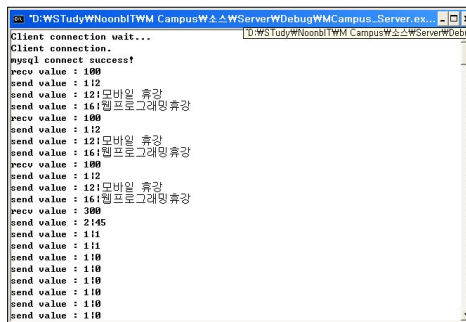 "D:₩STudy₩NoonbIT₩M Campus₩소스₩Server₩Debug₩MCampus_Server.ex...
'D:₩STudy₩NoonbIT₩M Campus₩소스₩Server₩Deb
Client connection wait...
Client connection.
mysql connect success!
recv value : 100
send value : 1¦2
send value : 12¦모바일 휴강
send value : 16¦웹프로그래밍휴강
recv value : 100
send value : 1¦2
send value : 12¦모바일 휴강
send value : 16¦웹프로그래밍휴강
recv value : 100
send value : 1¦2
send value : 12¦모바일 휴강
send value : 16¦웹프로그래밍휴강
recv value : 300
send value : 2¦45
send value : 1¦1
send value : 1¦1
send value : 1¦0
send value : 1¦0
send value : 1¦0
send value : 1¦0
send value : 1¦0